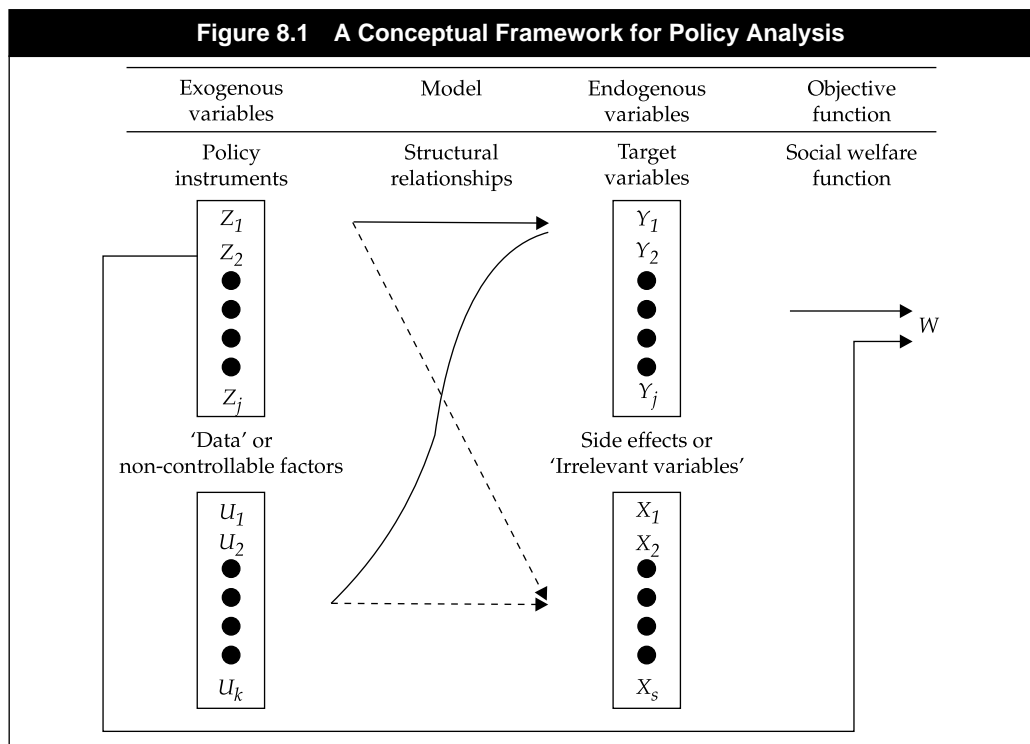 Figure 8.1 A Conceptual Framework for Policy Analysis
Exogenous variables
Model
Endogenous variables
Objective function
Policy instruments
Structural relationships
Target variables
Social welfare function
Z1
Z2
Zj
Y1
Y2
Yj
W
'Data' or
non-controllable factors
Side effects or
'Irrelevant variables'
U1
U2
Uk
X1
X2
Xs